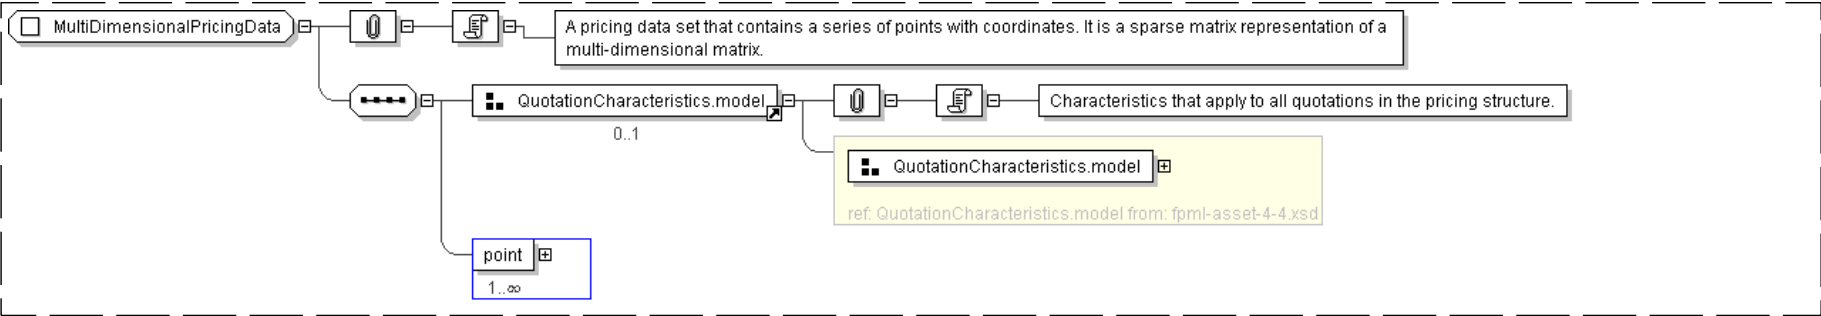 MultiDimensionalPricingData
A pricing data set that contains a series of points with coordinates. It is a sparse matrix representation of a
multi-dimensional matrix.
QuotationCharacteristics.model
0..1
Characteristics that apply to all quotations in the pricing structure.
QuotationCharacteristics.model
ref: QuotationCharacteristics.model from: fpml-asset-4-4.xsd
point
1..∞